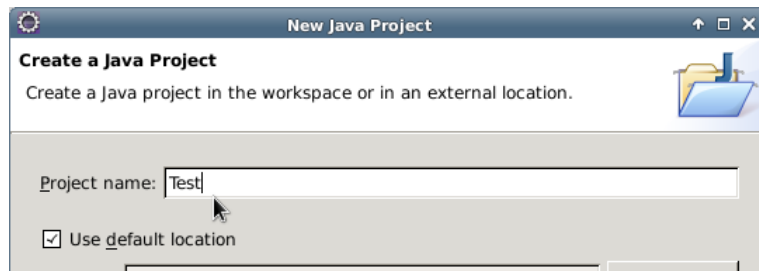 New Java Project
Create a Java Project
Create a Java project in the workspace or in an external location.
Project name: Test
Use default location